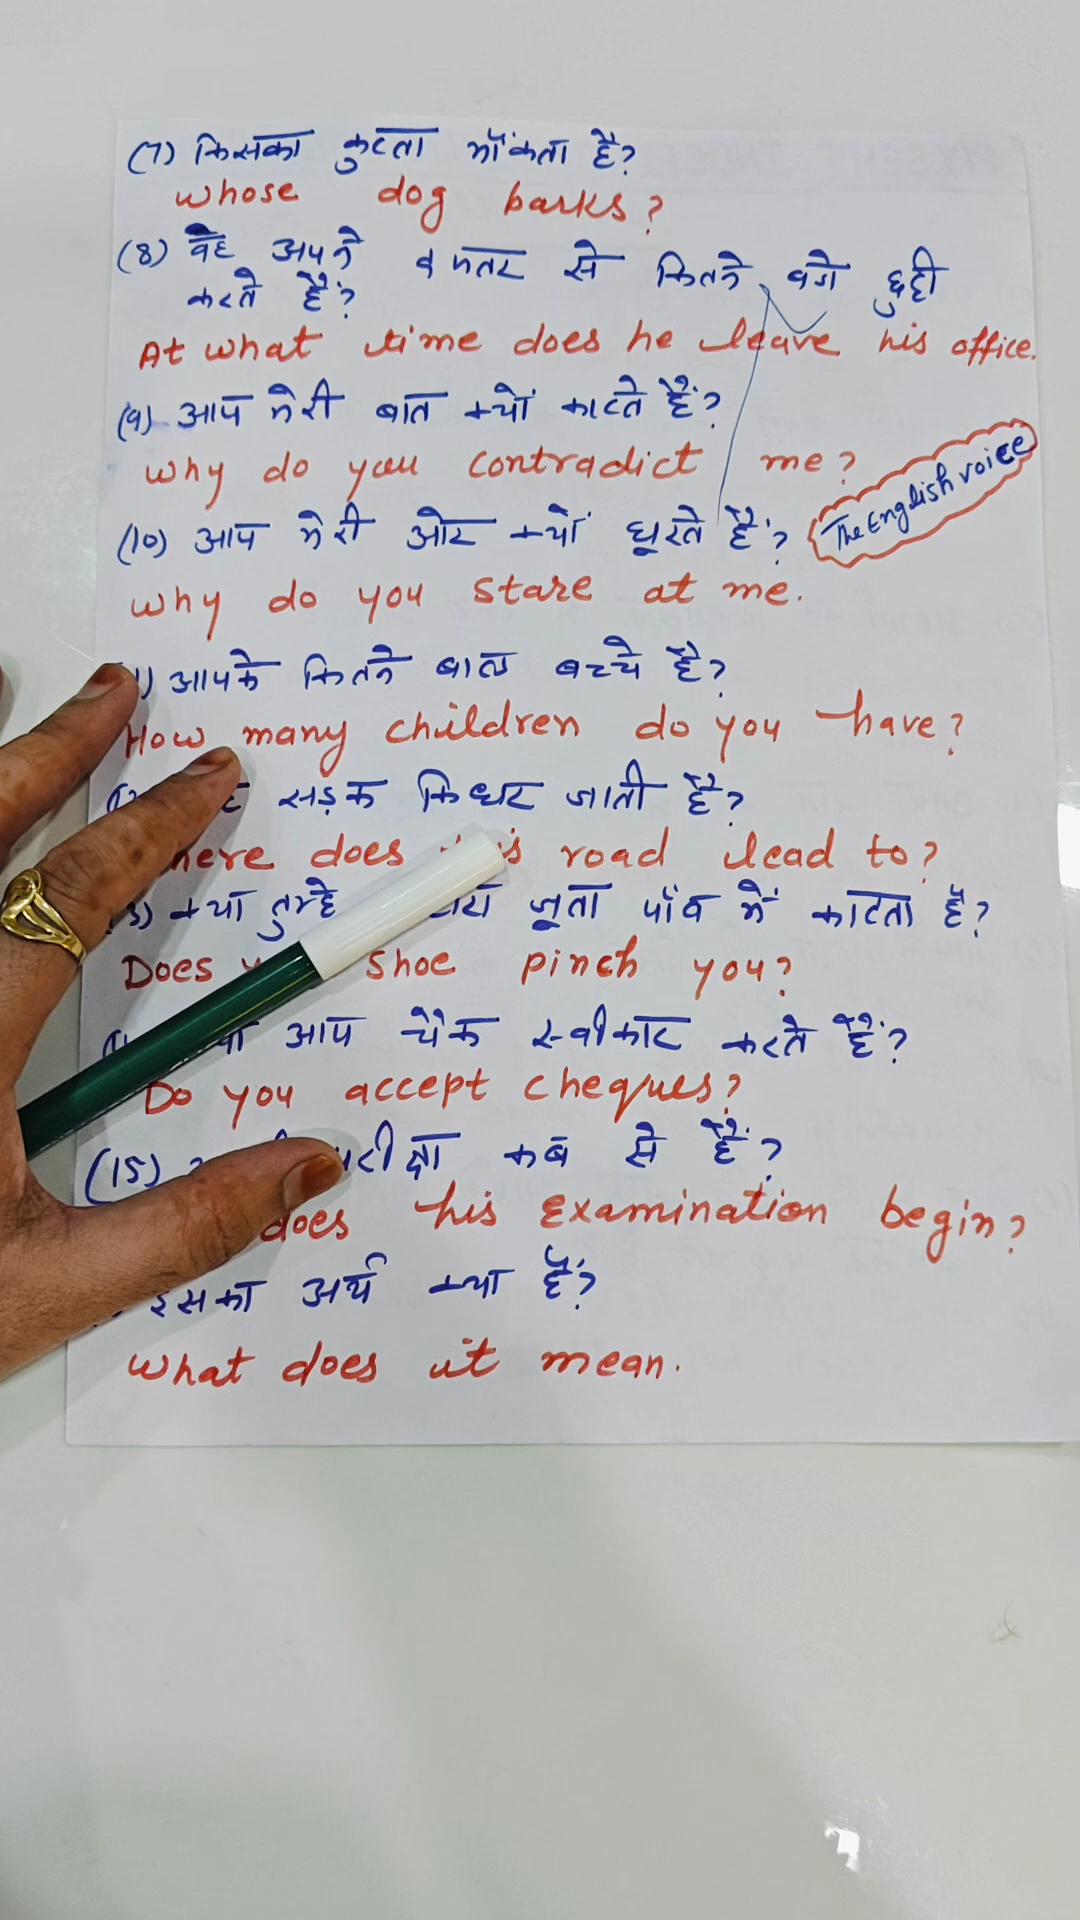 (7) किसका कुत्ता भौंकता है?
whose dog barks?
(8) वह अपने दफ्तर से कितने बजे छुट्टी
करते हैं?
At what time does he leave his office.
(9) आप मेरी बात क्यों काटते हैं?
Why do you contradict me?
The English voice
(10) आप मेरी ओर क्यों घूरते हैं?
Why do you stare at me.
आपके कितने बाल बच्चे है?
How many children do you have?
सड़क किधर जाती है?
does road lead to?
क्या तुम्हे जूता पाँव में काटता है?
Does shoe pinch you?
आप चैक स्वीकार करते हैं?
Do you accept cheques?
(15) कब से हैं?
does his Examination begin?
इसका अर्थ क्या हैं?
What does it mean.